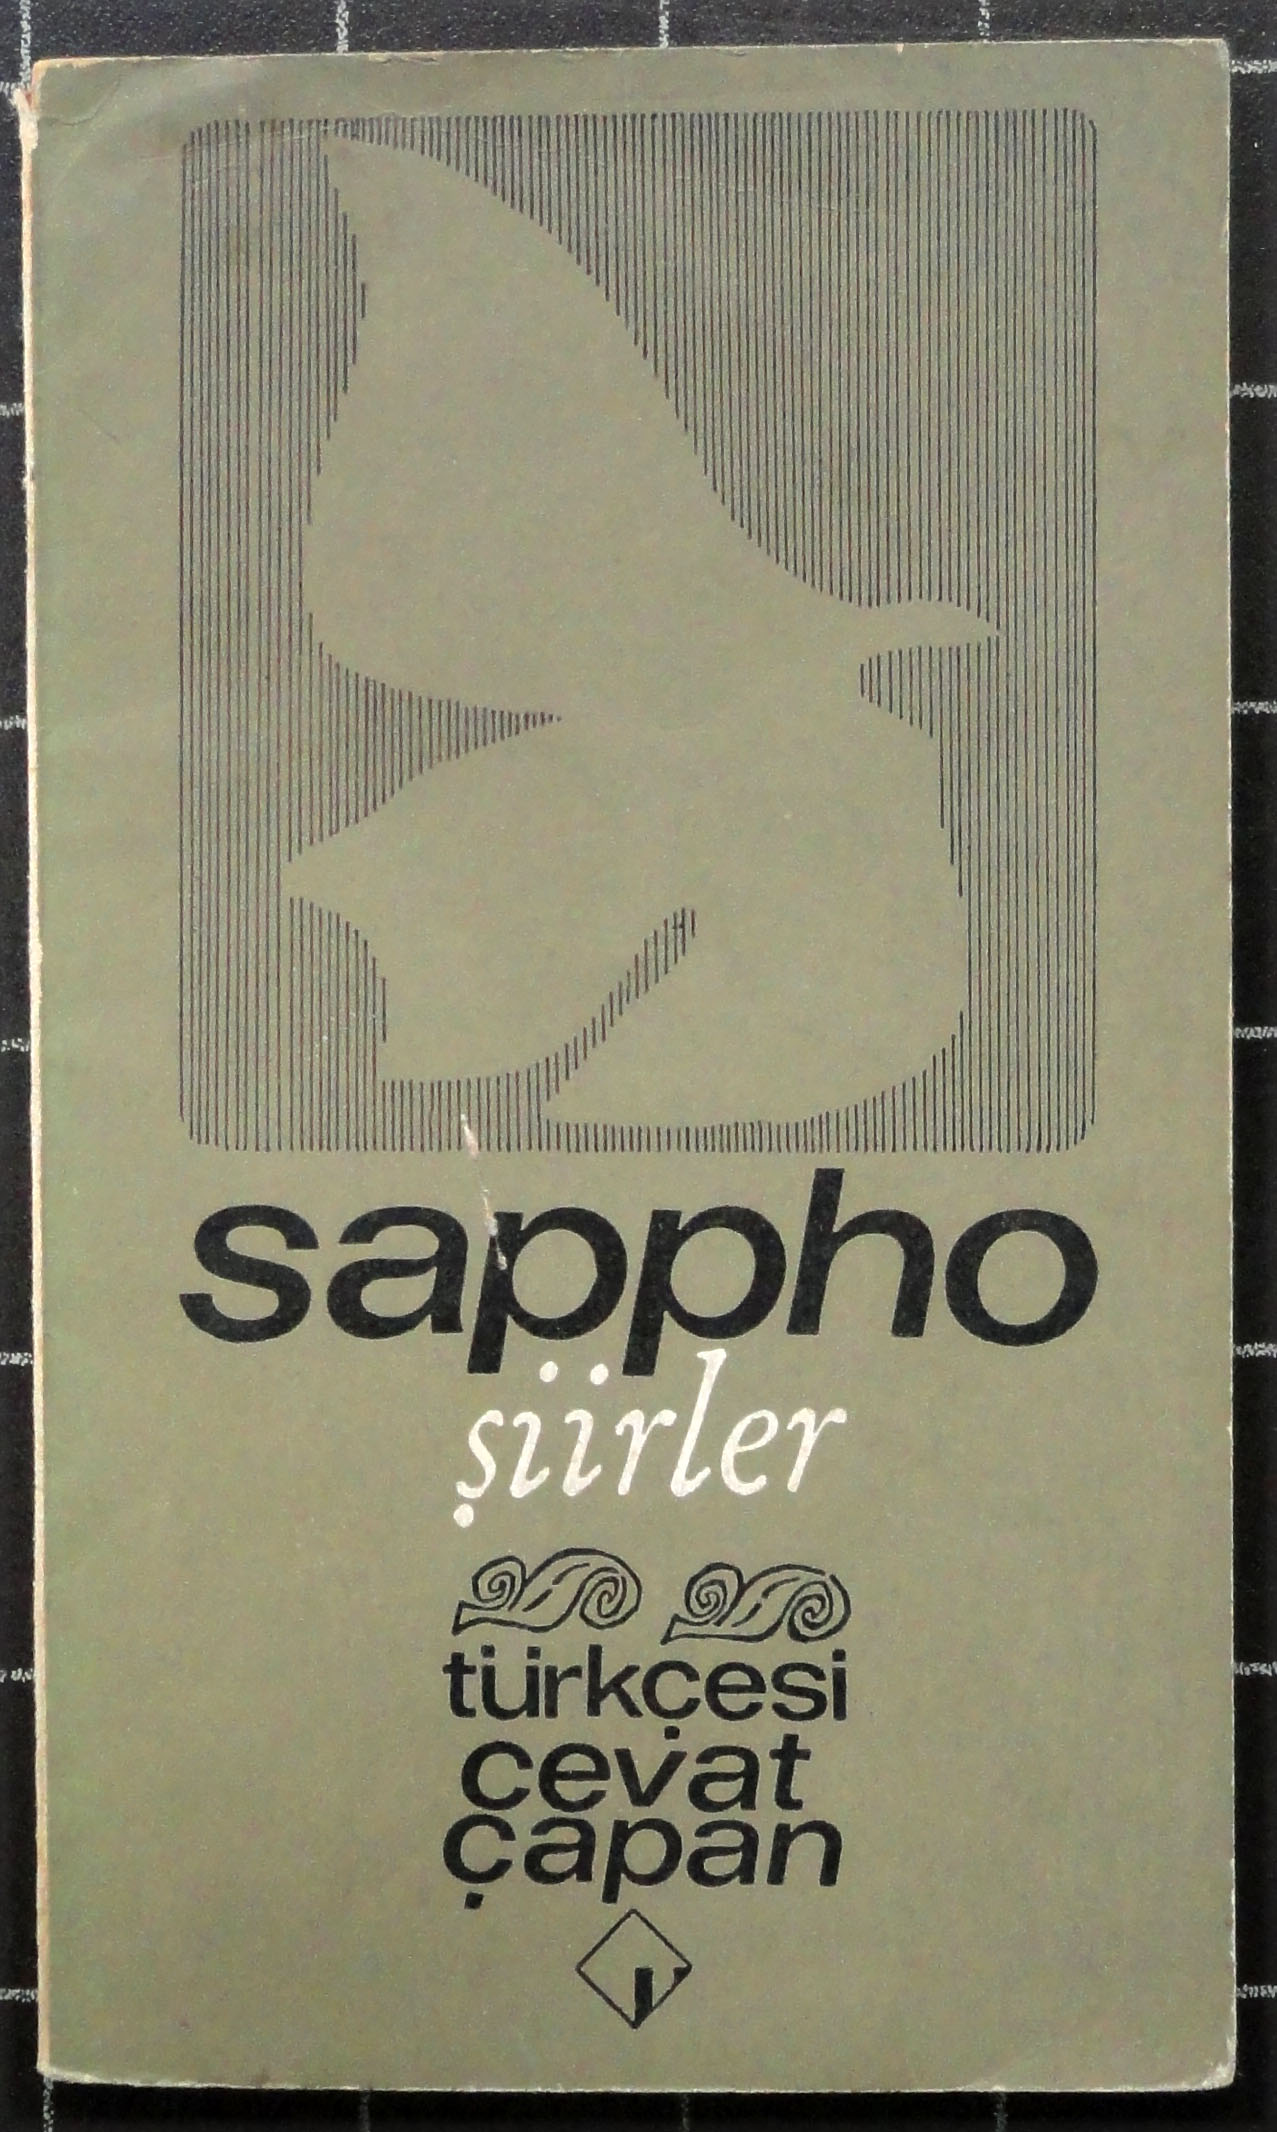 sappho
şiirler
türkçesi
cevat
çapan